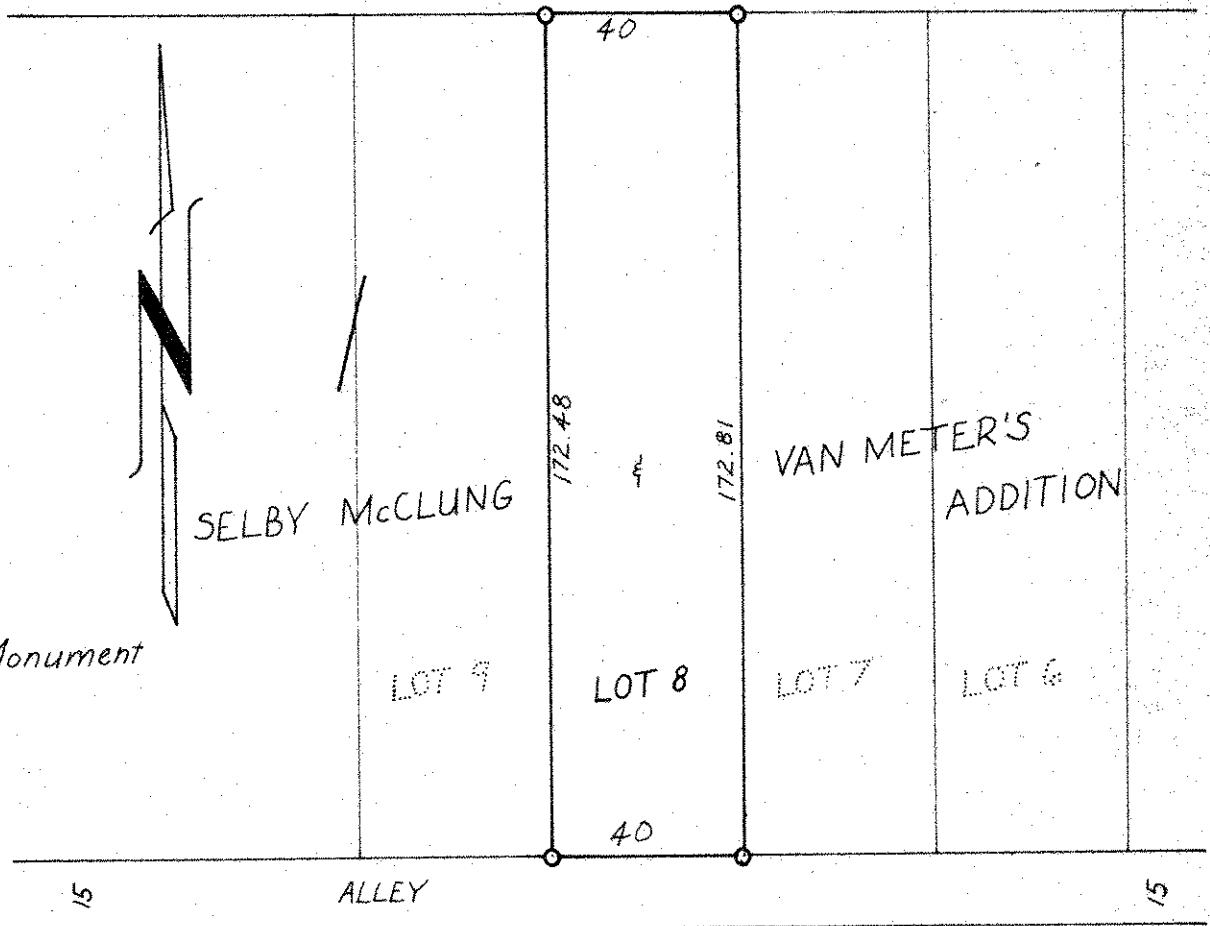 40
N
172.48
172.81
SELBY McCLUNG & VAN METER'S
ADDITION
Monument
LOT 9
LOT 8
LOT 7
LOT 6
40
15
ALLEY
15